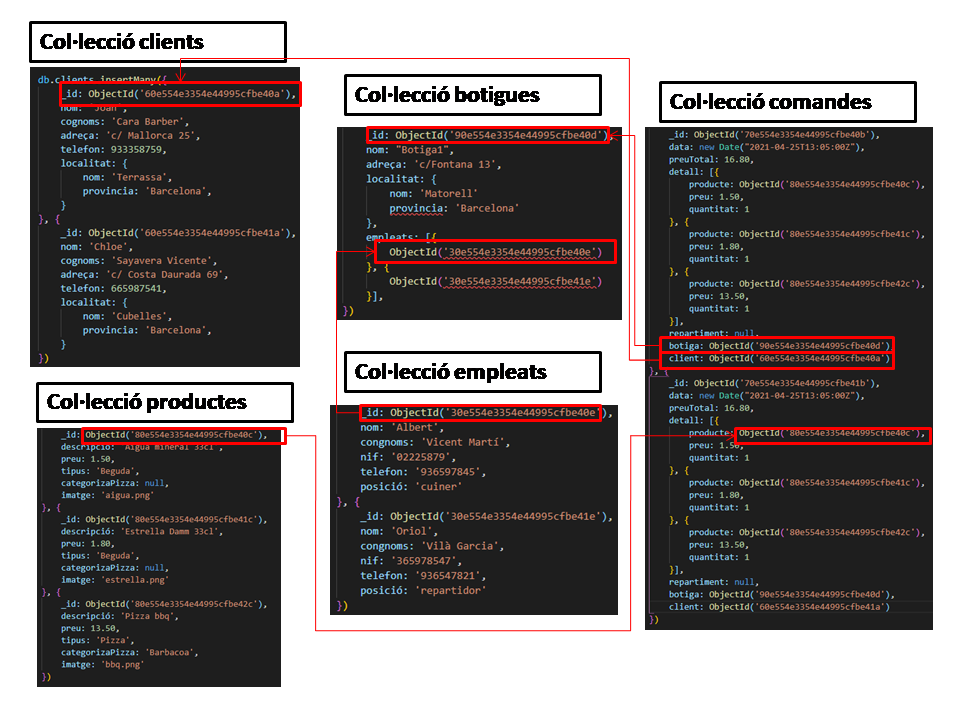 Col·lecció clients
db.clients.insertMany({
_id: ObjectId('60e554e3354e44995cfbe40a'),
nom: 'Joan',
cognoms: 'Cara Barber',
adreça: 'c/ Mallorca 25',
telefon: 933358759,
localitat: {
nom: 'Terrassa',
provincia: 'Barcelona',
}
}, {
_id: ObjectId('60e554e3354e44995cfbe41a'),
nom: 'Chloe',
cognoms: 'Sayavera Vicente',
adreça: 'c/ Costa Daurada 69',
telefon: 665987541,
localitat: {
nom: 'Cubelles',
provincia: 'Barcelona',
}
})
Col·lecció productes
_id: ObjectId('80e554e3354e44995cfbe40c'),
descripció: 'Aigua mineral 33cl',
preu: 1.50,
tipus: 'Beguda',
categorizaPizza: null,
imatge: 'aigua.png'
}, {
_id: ObjectId('80e554e3354e44995cfbe41c'),
descripció: 'Estrella Damm 33cl',
preu: 1.80,
tipus: 'Beguda',
categorizaPizza: null,
imatge: 'estrella.png'
}, {
_id: ObjectId('80e554e3354e44995cfbe42c'),
descripció: 'Pizza bbq',
preu: 13.50,
tipus: 'Pizza',
categorizaPizza: 'Barbacoa',
imatge: 'bbq.png'
})
Col·lecció botigues
_id: ObjectId('90e554e3354e44995cfbe40d'),
nom: "Botiga1",
adreça: 'c/Fontana 13',
localitat: {
nom: 'Matorell'
provincia: 'Barcelona'
},
empleats: [{
ObjectId('30e554e3354e44995cfbe40e')
}, {
ObjectId('30e554e3354e44995cfbe41e')
}],
})
Col·lecció empleats
_id: ObjectId('30e554e3354e44995cfbe40e'),
nom: 'Albert',
congnoms: 'Vicent Martí',
nif: '02225879',
telefon: '936597845',
posició: 'cuiner'
}, {
_id: ObjectId('30e554e3354e44995cfbe41e'),
nom: 'Oriol',
congnoms: 'Vilà Garcia',
nif: '365978547',
telefon: '936547821',
posició: 'repartidor'
})
Col·lecció comandes
_id: ObjectId('70e554e3354e44995cfbe40b'),
data: new Date("2021-04-25T13:05:00Z"),
preuTotal: 16.80,
detall: [{
producte: ObjectId('80e554e3354e44995cfbe40c'),
preu: 1.50,
quantitat: 1
}, {
producte: ObjectId('80e554e3354e44995cfbe41c'),
preu: 1.80,
quantitat: 1
}, {
producte: ObjectId('80e554e3354e44995cfbe42c'),
preu: 13.50,
quantitat: 1
}],
repartiment: null,
botiga: ObjectId('90e554e3354e44995cfbe40d')
client: ObjectId('60e554e3354e44995cfbe40a')
}, {
_id: ObjectId('70e554e3354e44995cfbe41b'),
data: new Date("2021-04-25T13:05:00Z"),
preuTotal: 16.80,
detall: [{
producte: ObjectId('80e554e3354e44995cfbe40c'),
preu: 1.50,
quantitat: 1
}, {
producte: ObjectId('80e554e3354e44995cfbe41c'),
preu: 1.80,
quantitat: 1
}, {
producte: ObjectId('80e554e3354e44995cfbe42c'),
preu: 13.50,
quantitat: 1
}],
repartiment: null,
botiga: ObjectId('90e554e3354e44995cfbe40d'),
client: ObjectId('60e554e3354e44995cfbe41a')
})